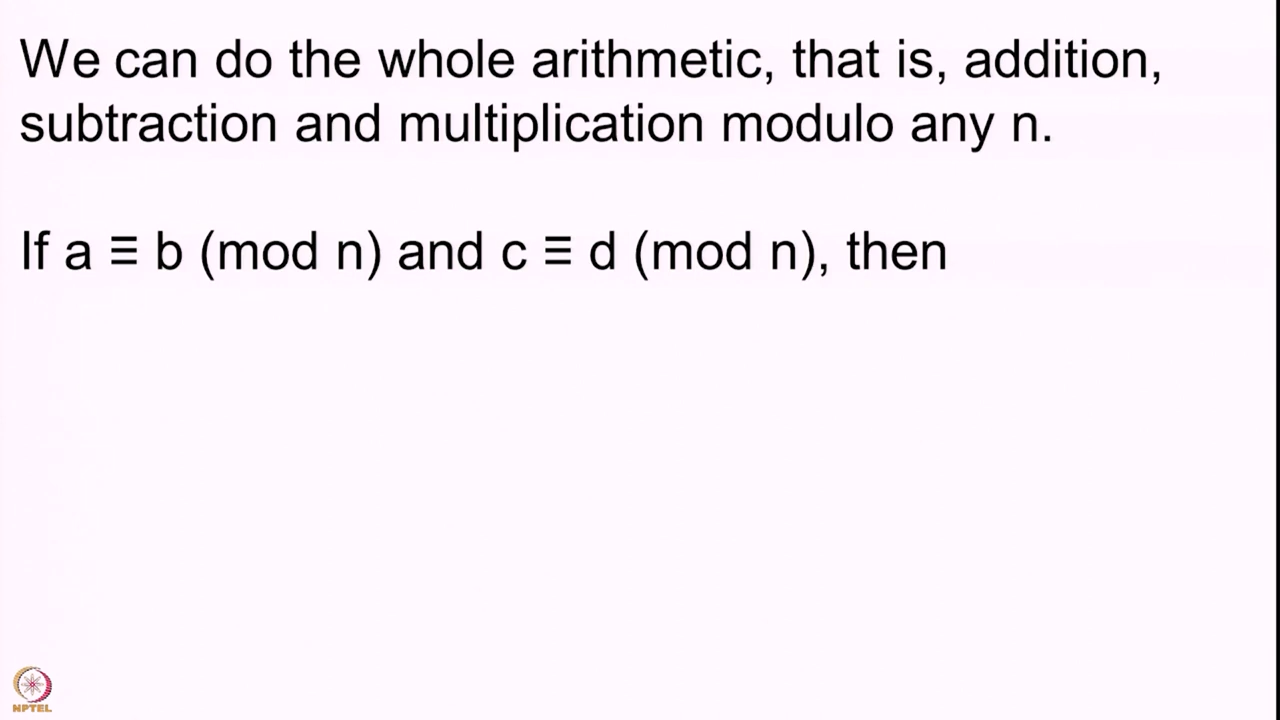 We can do the whole arithmetic, that is, addition,
subtraction and multiplication modulo any n.
If a ≡ b (mod n) and c ≡ d (mod n), then
NPTEL